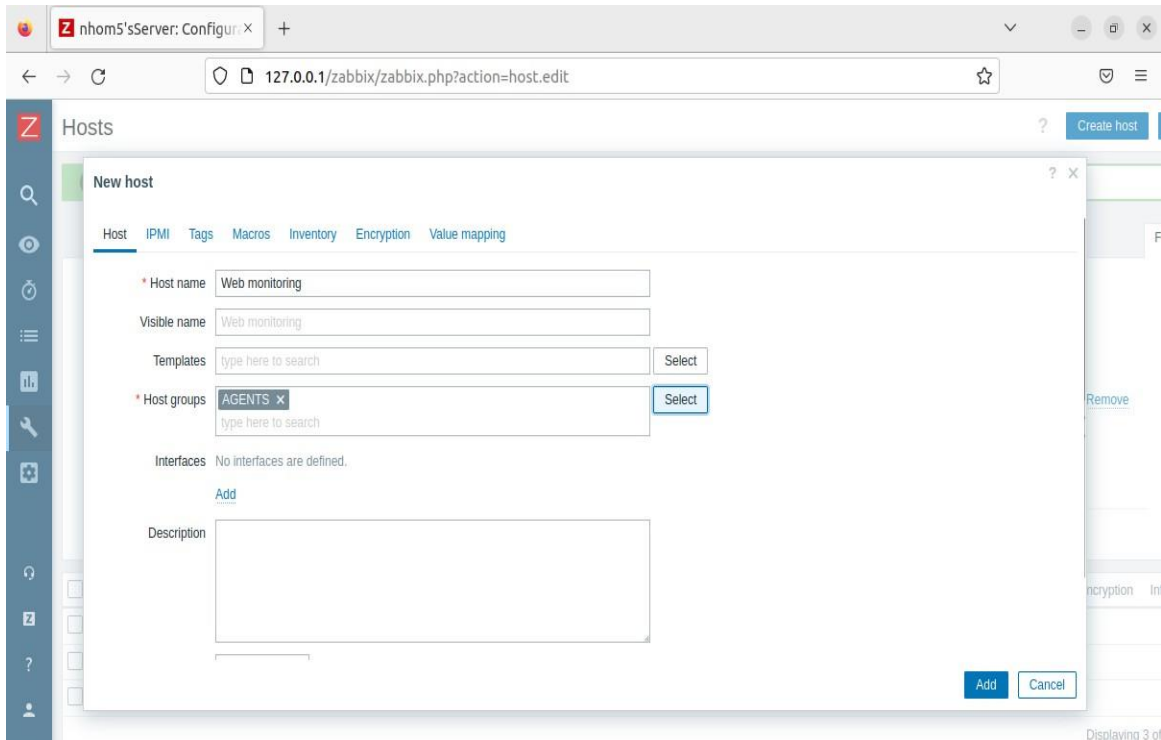 Z nhom5'sServer: Configur
127.0.0.1/zabbix/zabbix.php?action=host.edit
Z
Hosts
? Create host
New host
? X
Host IPMI Tags Macros Inventory Encryption Value mapping
* Host name Web monitoring
Visible name Web monitoring
Templates type here to search Select
* Host groups AGENTS × Select
type here to search
Remove
Interfaces No interfaces are defined.
Add
Description
ncryption
Z
?
Add Cancel
Displaying 3 of